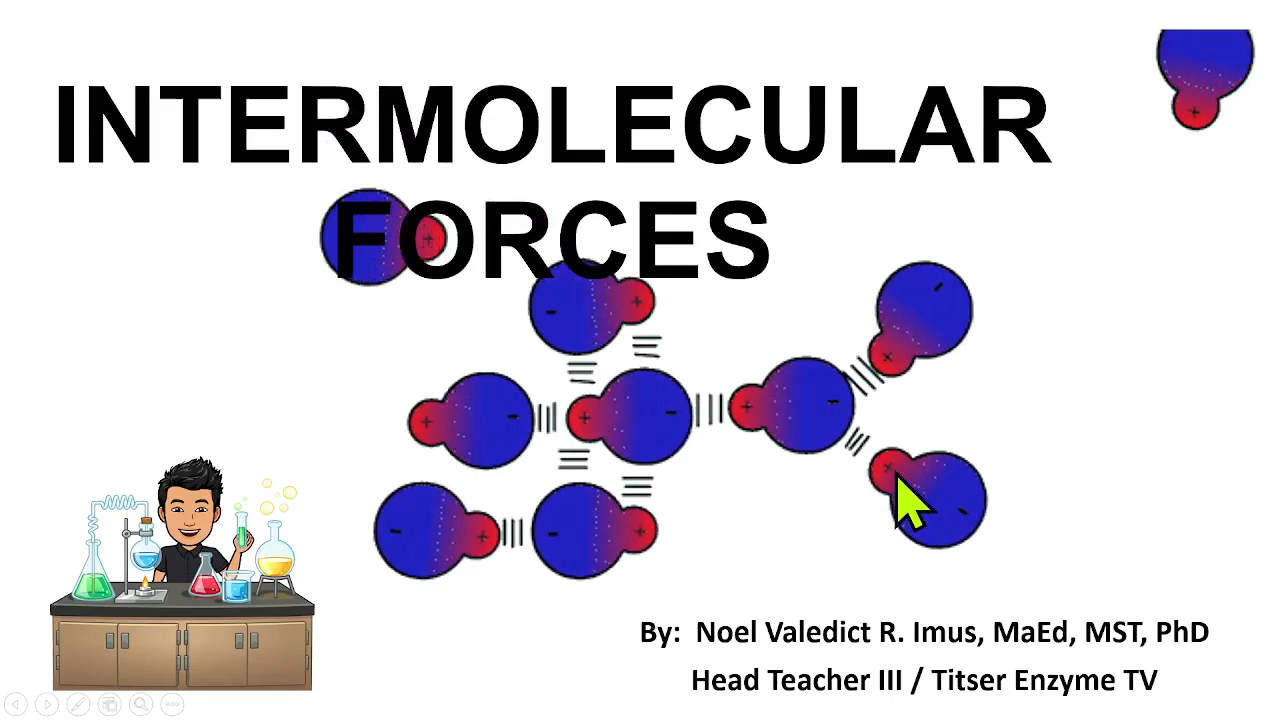 INTERMOLECULAR
FORCES
By: Noel Valedict R. Imus, MaEd, MST, PhD
Head Teacher III / Titser Enzyme TV